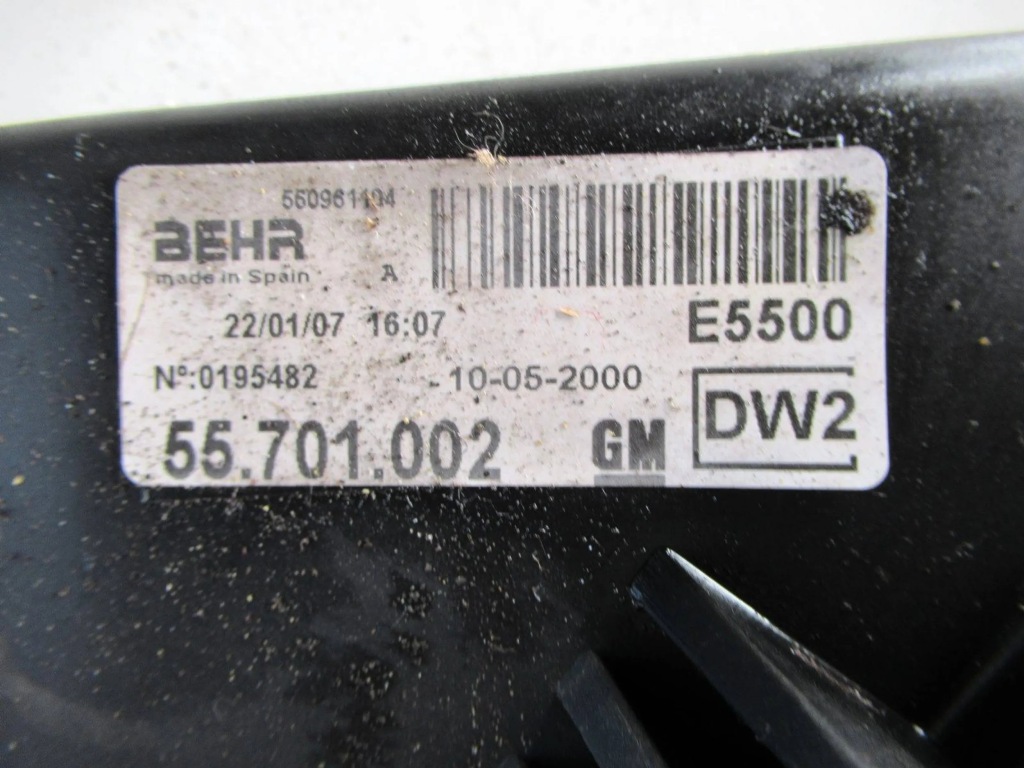 560961104
BEHR
made in Spain A
22/01/07 16:07 E5500
Nº:0195482 - 10-05-2000
55.701.002 GM DW2